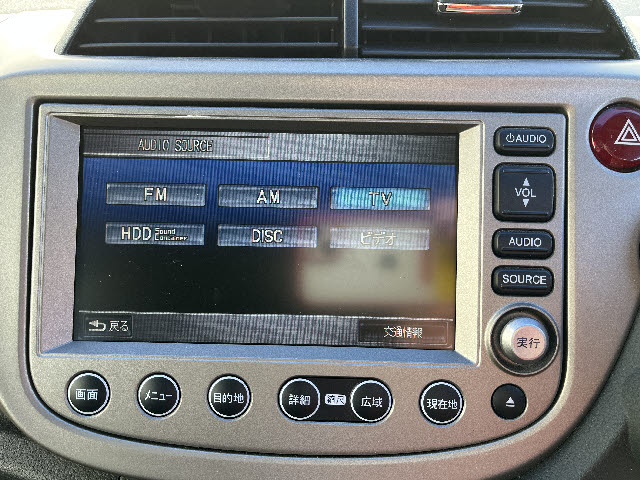 AUDIO SOURCE
FM AM TV
HDD Sound Container DISC ビデオ
戻る 交通情報
AUDIO
VOL
AUDIO
SOURCE
実行
画面 メニュー 目的地 詳細 縮尺 広域 現在地